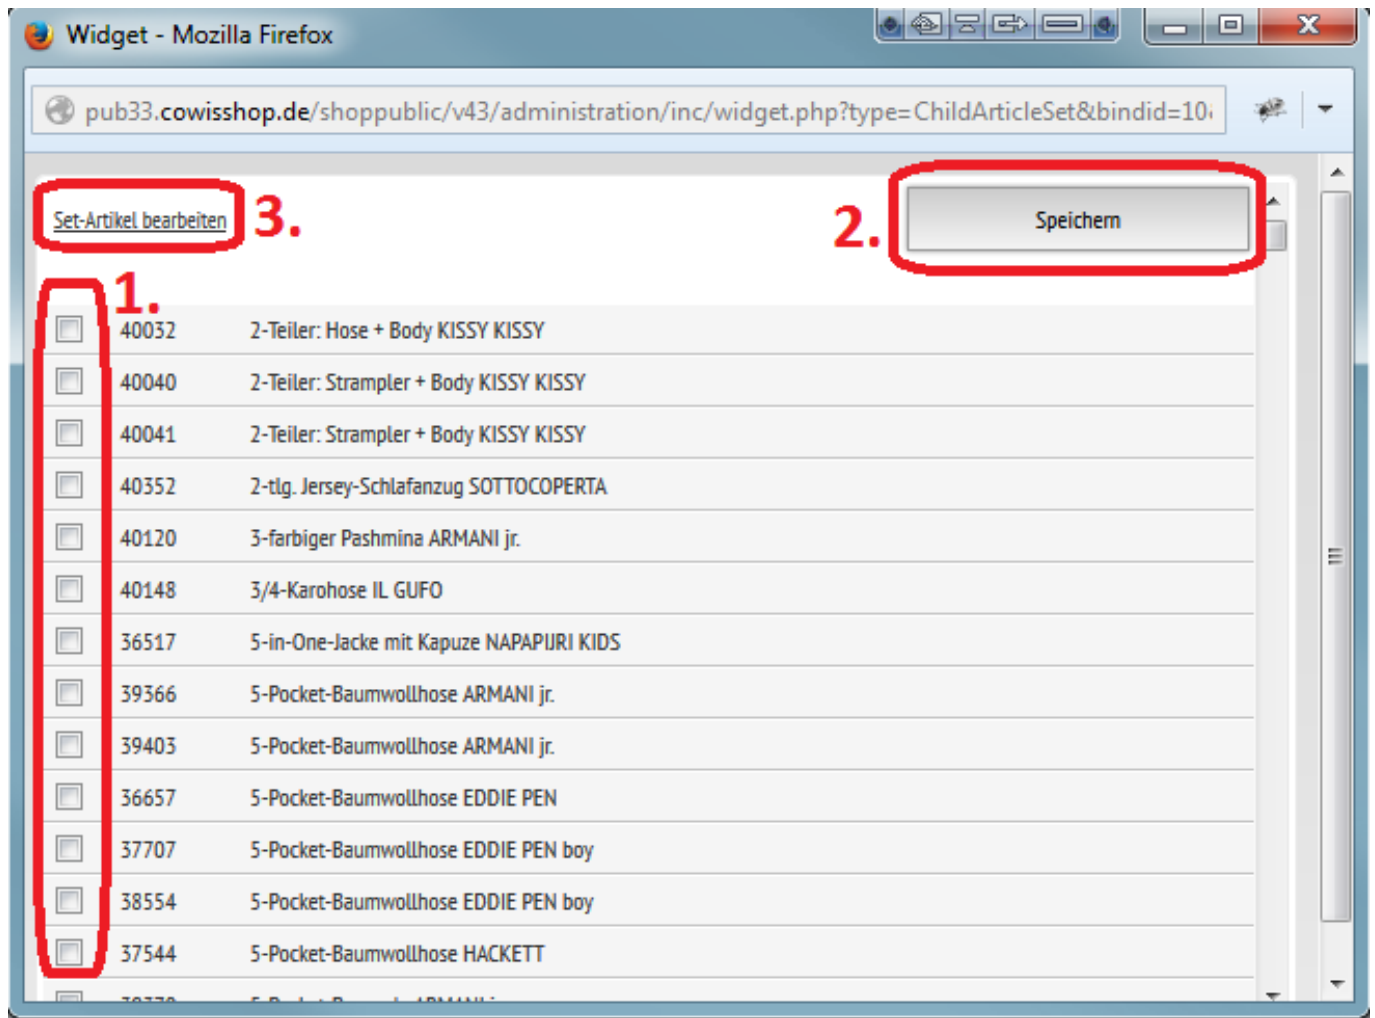 Widget - Mozilla Firefox
pub33.cowisshop.de/shoppublic/v43/administration/inc/widget.php?type=ChildArticleSet&bindid=10
Set-Artikel bearbeiten
3.
2.
Speichern
1.
40032 2-Teiler: Hose + Body KISSY KISSY
40040 2-Teiler: Strampler + Body KISSY KISSY
40041 2-Teiler: Strampler + Body KISSY KISSY
40352 2-tlg. Jersey-Schlafanzug SOTTOCOPERTA
40120 3-farbiger Pashmina ARMANI jr.
40148 3/4-Karohose IL GUFO
36517 5-in-One-Jacke mit Kapuze NAPAPIJRI KIDS
39366 5-Pocket-Baumwollhose ARMANI jr.
39403 5-Pocket-Baumwollhose ARMANI jr.
36657 5-Pocket-Baumwollhose EDDIE PEN
37707 5-Pocket-Baumwollhose EDDIE PEN boy
38554 5-Pocket-Baumwollhose EDDIE PEN boy
37544 5-Pocket-Baumwollhose HACKETT